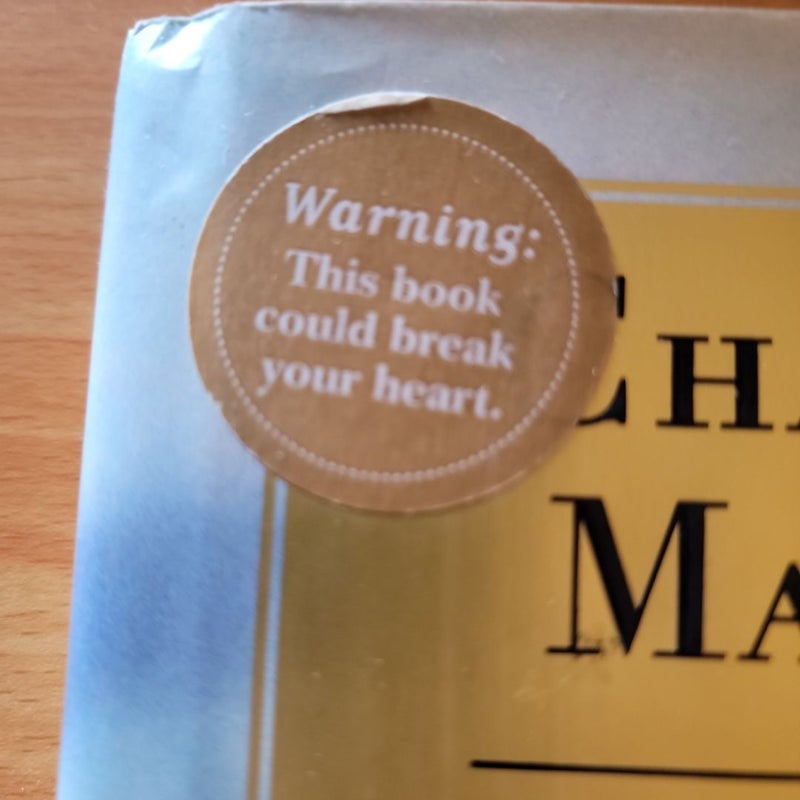 Warning:
This book
could break
your heart.